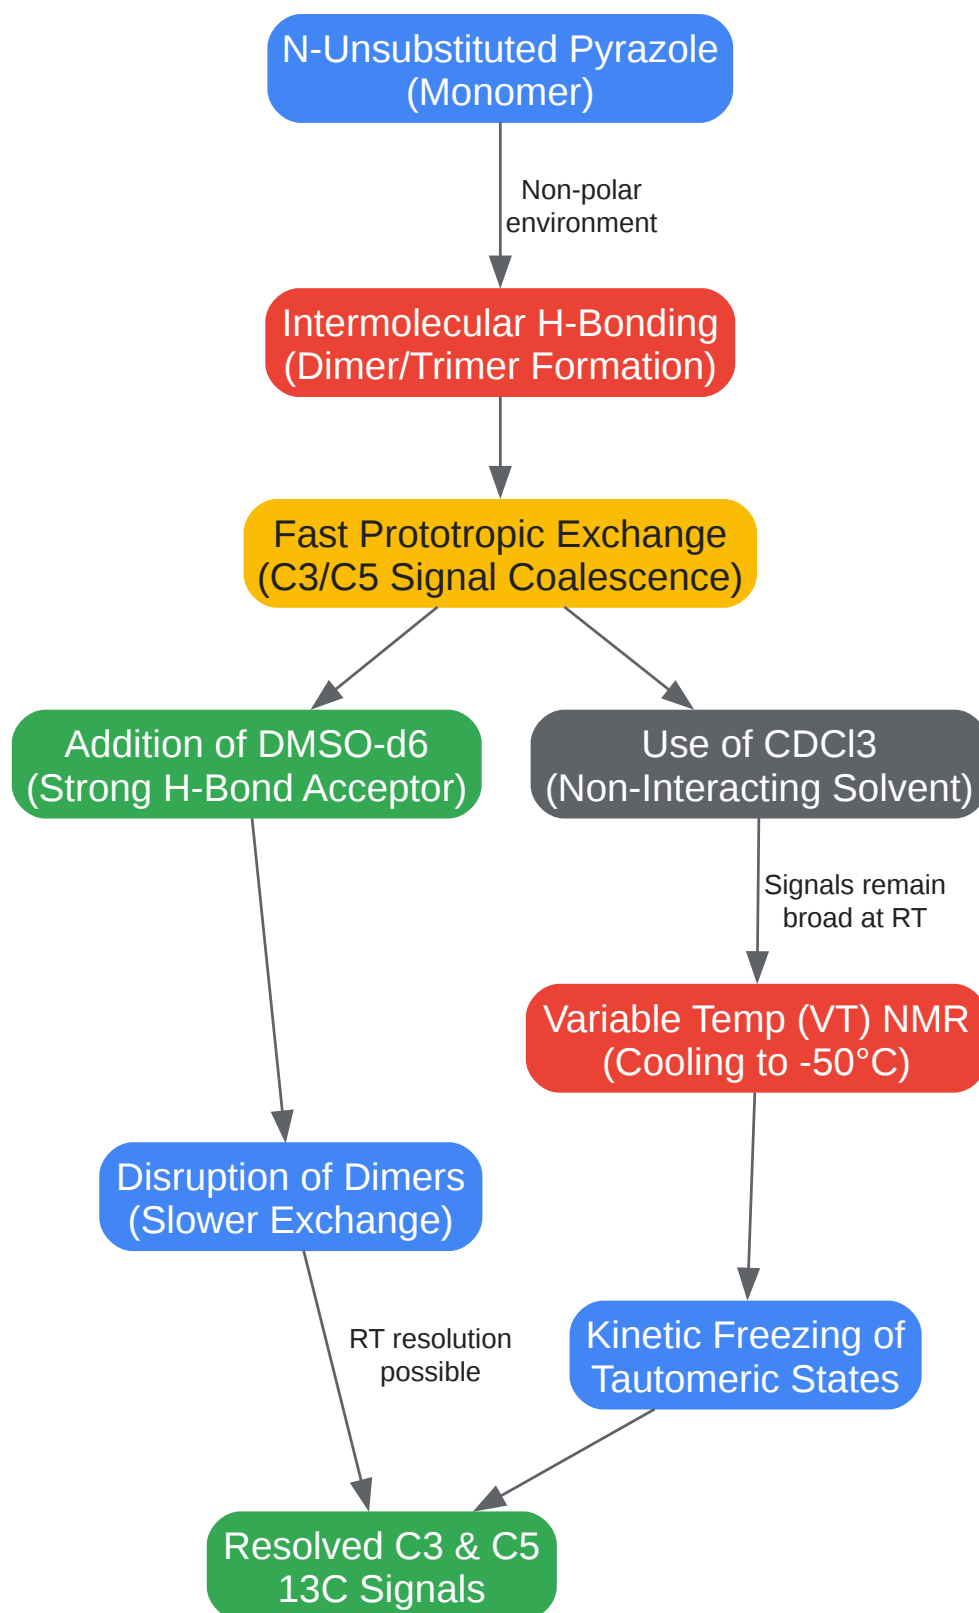 N-Unsubstituted Pyrazole
(Monomer)
Non-polar
environment
Intermolecular H-Bonding
(Dimer/Trimer Formation)
Fast Prototropic Exchange
(C3/C5 Signal Coalescence)
Addition of DMSO-d6
(Strong H-Bond Acceptor)
Use of CDCl3
(Non-Interacting Solvent)
Signals remain
broad at RT
Variable Temp (VT) NMR
(Cooling to -50°C)
Disruption of Dimers
(Slower Exchange)
RT resolution
possible
Kinetic Freezing of
Tautomeric States
Resolved C3 & C5
13C Signals